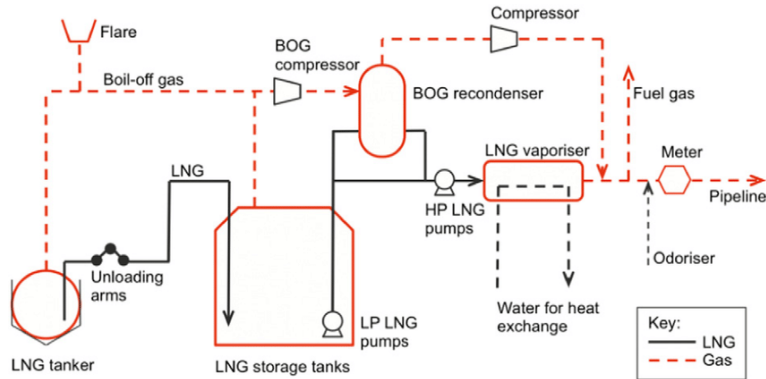 Flare
Compressor
BOG
compressor
Boil-off gas
BOG recondenser
Fuel gas
LNG
LNG vaporiser
Meter
HP LNG
pumps
Pipeline
Unloading
arms
Odoriser
LP LNG
pumps
Water for heat
exchange
LNG tanker
LNG storage tanks
Key:
LNG
Gas